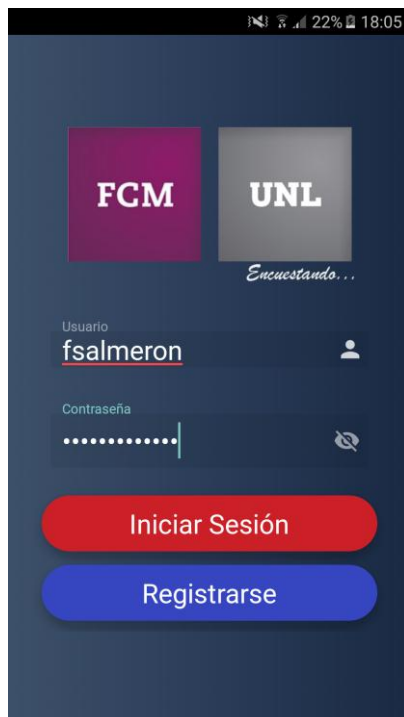 22% 18:05
FCM UNL
Encuestando...
Usuario
fsalmeron
Contraseña
•••••••••••••
Iniciar Sesión
Registrarse